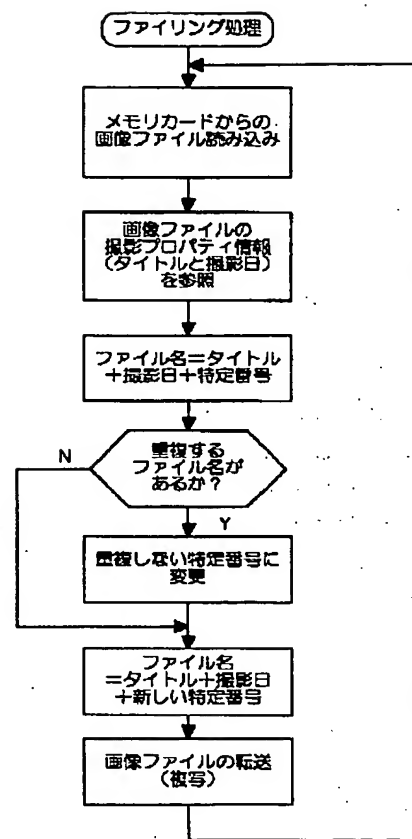 ファイリング処理
メモリカードからの
画像ファイル読み込み
画像ファイルの
撮影プロパティ情報
(タイトルと撮影日)
を参照
ファイル名=タイトル
+撮影日+特定番号
重複する
ファイル名が
あるか?
N
Y
重複しない特定番号に
変更
ファイル名
=タイトル+撮影日
+新しい特定番号
画像ファイルの転送
(複写)